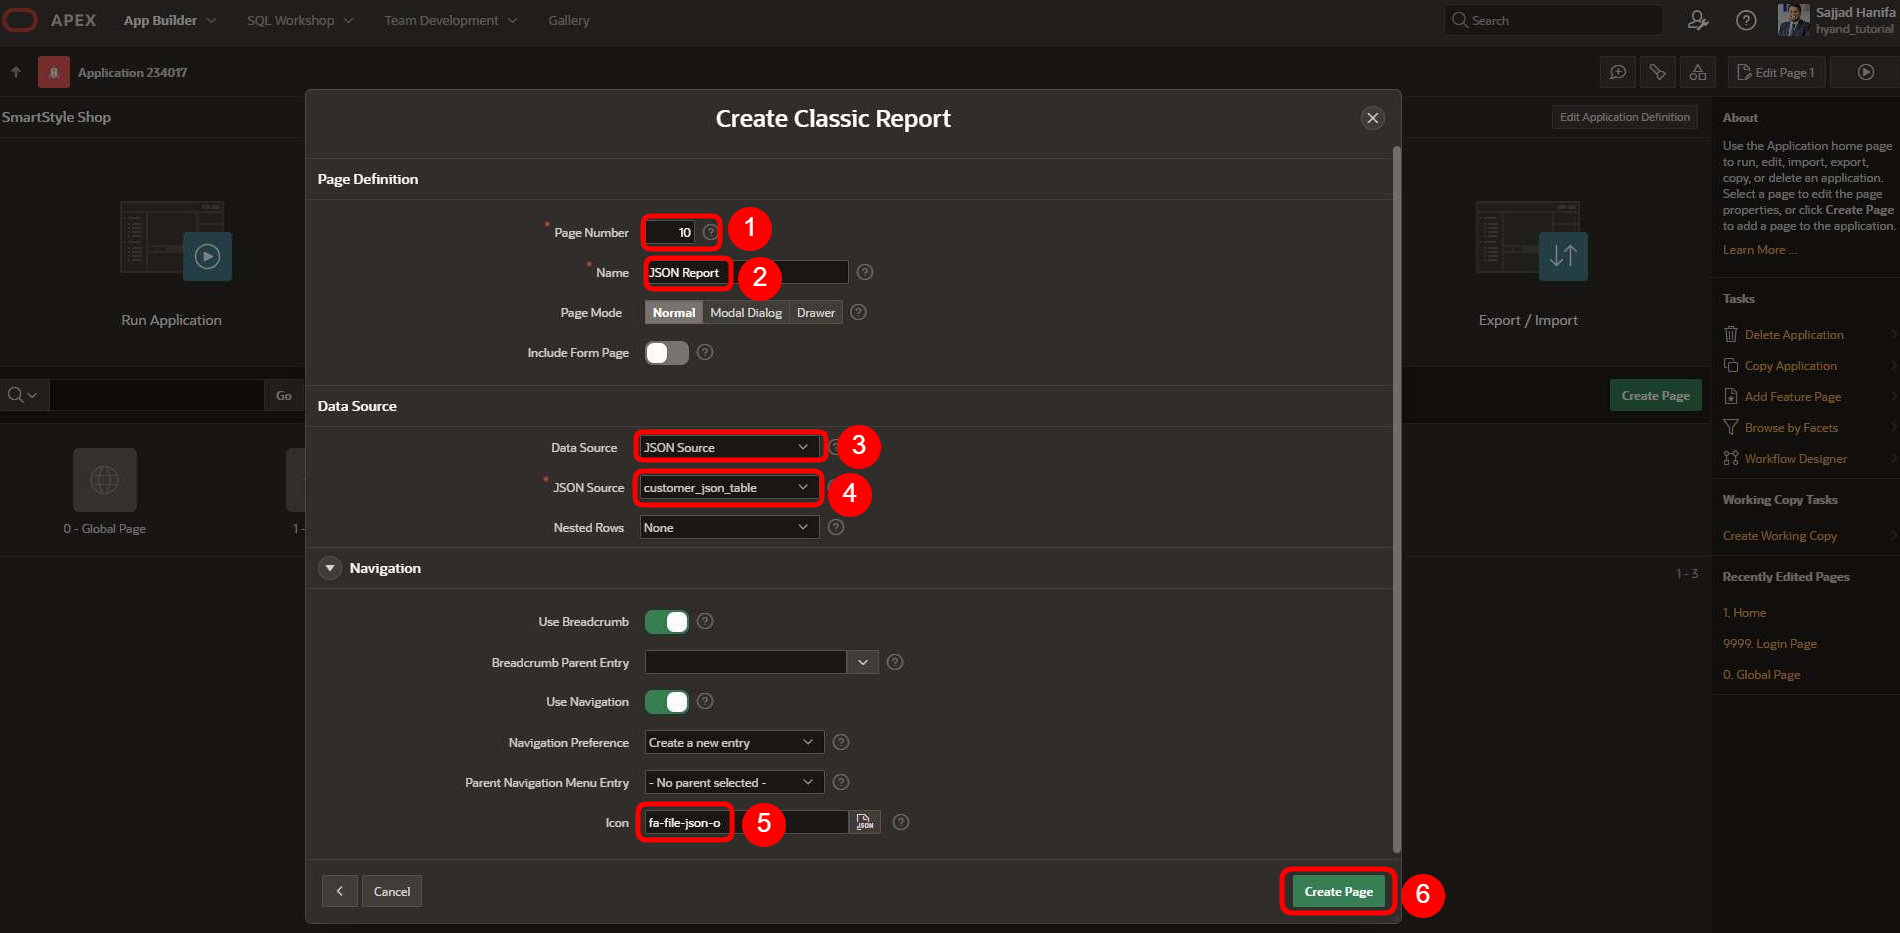 APEX App Builder SQL Workshop Team Development Gallery Search Sajjad Hanifa
hyand_tutorial
Application 234017 Edit Page 1
SmartStyle Shop
Run Application
Go
0 - Global Page 1 -
Create Classic Report
Page Definition
* Page Number 10 1
* Name JSON Report 2
Page Mode Normal Modal Dialog Drawer
Include Form Page
Data Source
Data Source JSON Source 3
* JSON Source customer_json_table 4
Nested Rows None
Navigation
Use Breadcrumb
Breadcrumb Parent Entry
Use Navigation
Navigation Preference Create a new entry
Parent Navigation Menu Entry - No parent selected -
Icon fa-file-json-o JSON 5
Cancel Create Page 6
Edit Application Definition
Export / Import
Create Page
1 - 3
About
Use the Application home page
to run, edit, import, export,
copy, or delete an application.
Select a page to edit the page
properties, or click Create Page
to add a page to the application.
Learn More ...
Tasks
Delete Application
Copy Application
Add Feature Page
Browse by Facets
Workflow Designer
Working Copy Tasks
Create Working Copy
Recently Edited Pages
1. Home
9999. Login Page
0. Global Page